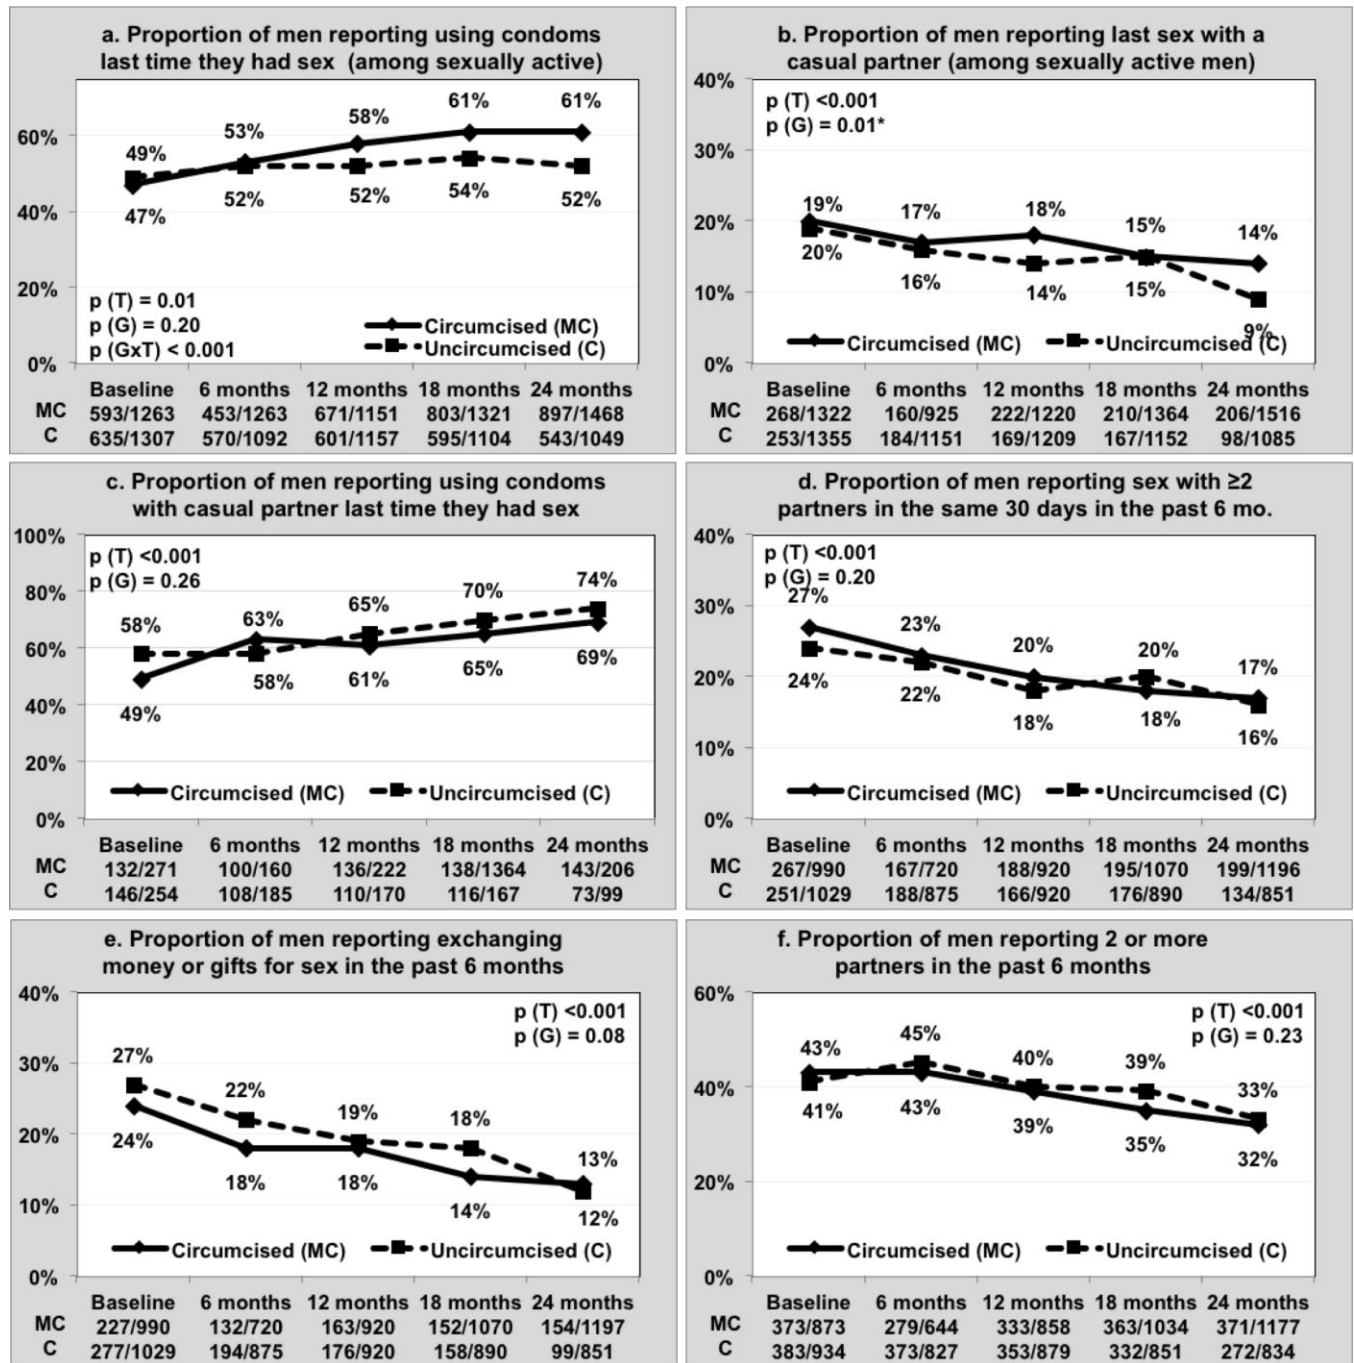 a. Proportion of men reporting using condoms
last time they had sex (among sexually active)
60%
40%
20%
0%
49%
53%
58%
61%
61%
47%
52%
52%
54%
52%
p (T) = 0.01
p (G) = 0.20
p (GxT) < 0.001
Circumcised (MC)
Uncircumcised (C)
Baseline 6 months 12 months 18 months 24 months
MC 593/1263 453/1263 671/1151 803/1321 897/1468
C 635/1307 570/1092 601/1157 595/1104 543/1049
b. Proportion of men reporting last sex with a
casual partner (among sexually active men)
40%
30%
20%
10%
0%
p (T) <0.001
p (G) = 0.01*
19%
17%
18%
15%
14%
20%
16%
14%
15%
9%
Circumcised (MC) Uncircumcised (C)
Baseline 6 months 12 months 18 months 24 months
MC 268/1322 160/925 222/1220 210/1364 206/1516
C 253/1355 184/1151 169/1209 167/1152 98/1085
c. Proportion of men reporting using condoms
with casual partner last time they had sex
100%
80%
60%
40%
20%
0%
p (T) <0.001
p (G) = 0.26
58%
63%
65%
70%
74%
49%
58%
61%
65%
69%
Circumcised (MC) Uncircumcised (C)
Baseline 6 months 12 months 18 months 24 months
MC 132/271 100/160 136/222 138/1364 143/206
C 146/254 108/185 110/170 116/167 73/99
d. Proportion of men reporting sex with ≥2
partners in the same 30 days in the past 6 mo.
40%
30%
20%
10%
0%
p (T) <0.001
p (G) = 0.20
27%
23%
20%
20%
17%
24%
22%
18%
18%
16%
Circumcised (MC) Uncircumcised (C)
Baseline 6 months 12 months 18 months 24 months
MC 267/990 167/720 188/920 195/1070 199/1196
C 251/1029 188/875 166/920 176/890 134/851
e. Proportion of men reporting exchanging
money or gifts for sex in the past 6 months
40%
30%
20%
10%
0%
p (T) <0.001
p (G) = 0.08
27%
22%
19%
18%
13%
24%
18%
18%
14%
12%
Circumcised (MC) Uncircumcised (C)
Baseline 6 months 12 months 18 months 24 months
MC 227/990 132/720 163/920 152/1070 154/1197
C 277/1029 194/875 176/920 158/890 99/851
f. Proportion of men reporting 2 or more
partners in the past 6 months
60%
40%
20%
0%
p (T) <0.001
p (G) = 0.23
43%
45%
40%
39%
33%
41%
43%
39%
35%
32%
Circumcised (MC) Uncircumcised (C)
Baseline 6 months 12 months 18 months 24 months
MC 373/873 279/644 333/858 363/1034 371/1177
C 383/934 373/827 353/879 332/851 272/834